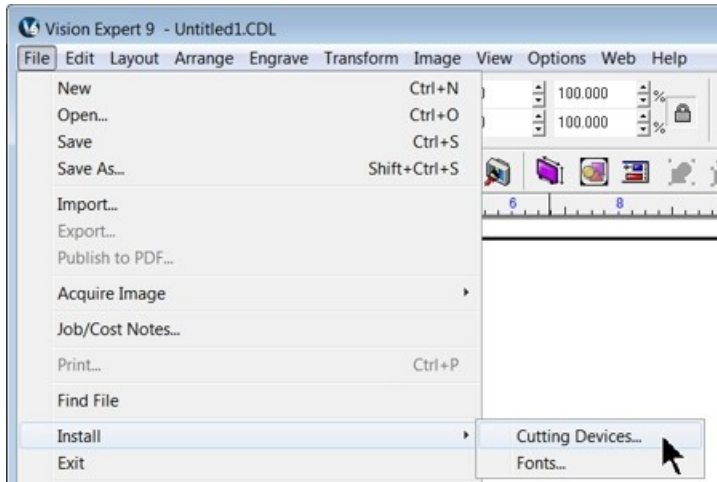 Vision Expert 9 - Untitled1.CDL
File Edit Layout Arrange Engrave Transform Image View Options Web Help
New Ctrl+N
Open... Ctrl+O
Save Ctrl+S
Save As... Shift+Ctrl+S
Import...
Export...
Publish to PDF...
Acquire Image
Job/Cost Notes...
Print... Ctrl+P
Find File
Install
Exit
100.000 %
100.000 %
6 8
Cutting Devices...
Fonts...